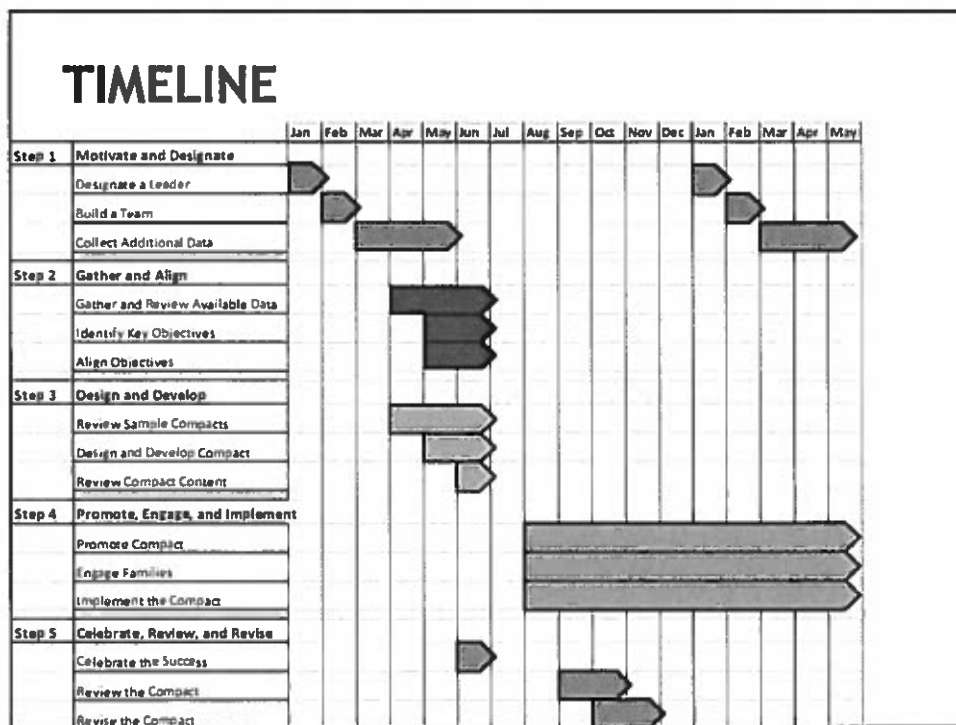 TIMELINE
Jan Feb Mar Apr May Jun Jul Aug Sep Oct Nov Dec Jan Feb Mar Apr May
Step 1 Motivate and Designate
Designate a Leader
Build a Team
Collect Additional Data
Step 2 Gather and Align
Gather and Review Available Data
Identify Key Objectives
Align Objectives
Step 3 Design and Develop
Review Sample Compacts
Design and Develop Compact
Review Compact Content
Step 4 Promote, Engage, and Implement
Promote Compact
Engage Families
Implement the Compact
Step 5 Celebrate, Review, and Revise
Celebrate the Success
Review the Compact
Revise the Compact